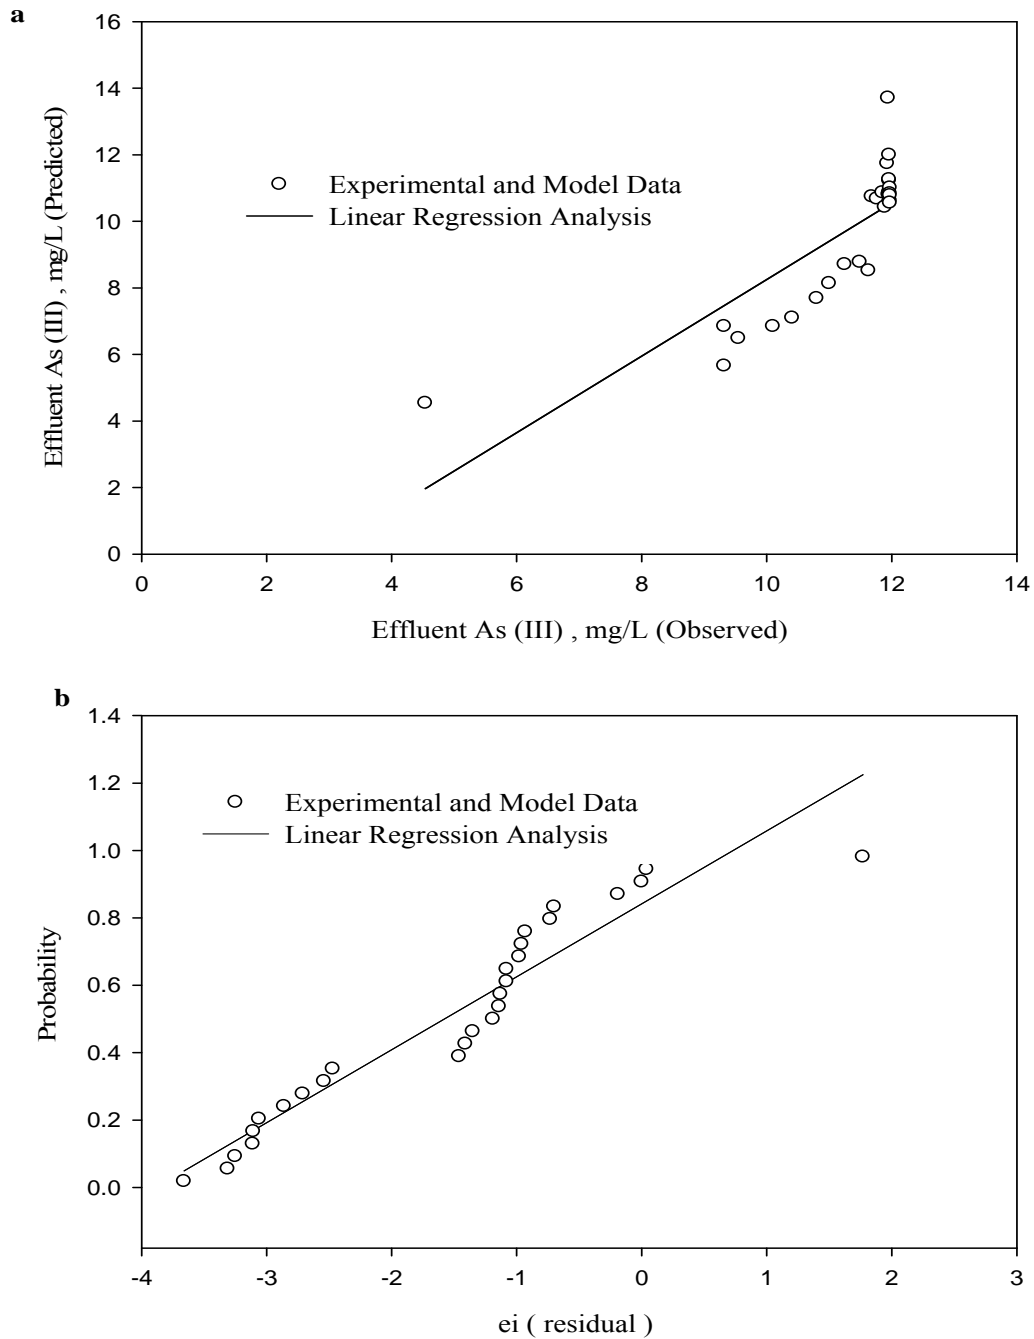 a
16
14
12
10
8
6
4
2
0
Effluent As (III) , mg/L (Predicted)
Experimental and Model Data
Linear Regression Analysis
0 2 4 6 8 10 12 14
Effluent As (III) , mg/L (Observed)
b
1.4
1.2
1.0
0.8
0.6
0.4
0.2
0.0
Probability
Experimental and Model Data
Linear Regression Analysis
-4 -3 -2 -1 0 1 2 3
ei ( residual )